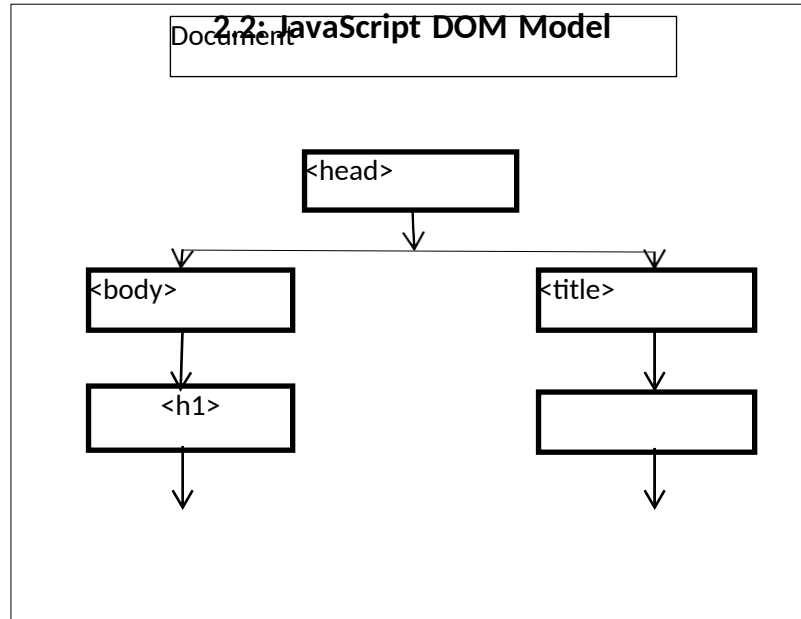 2.2: JavaScript DOM Model
Document
<head>
<body>
<title>
<h1>